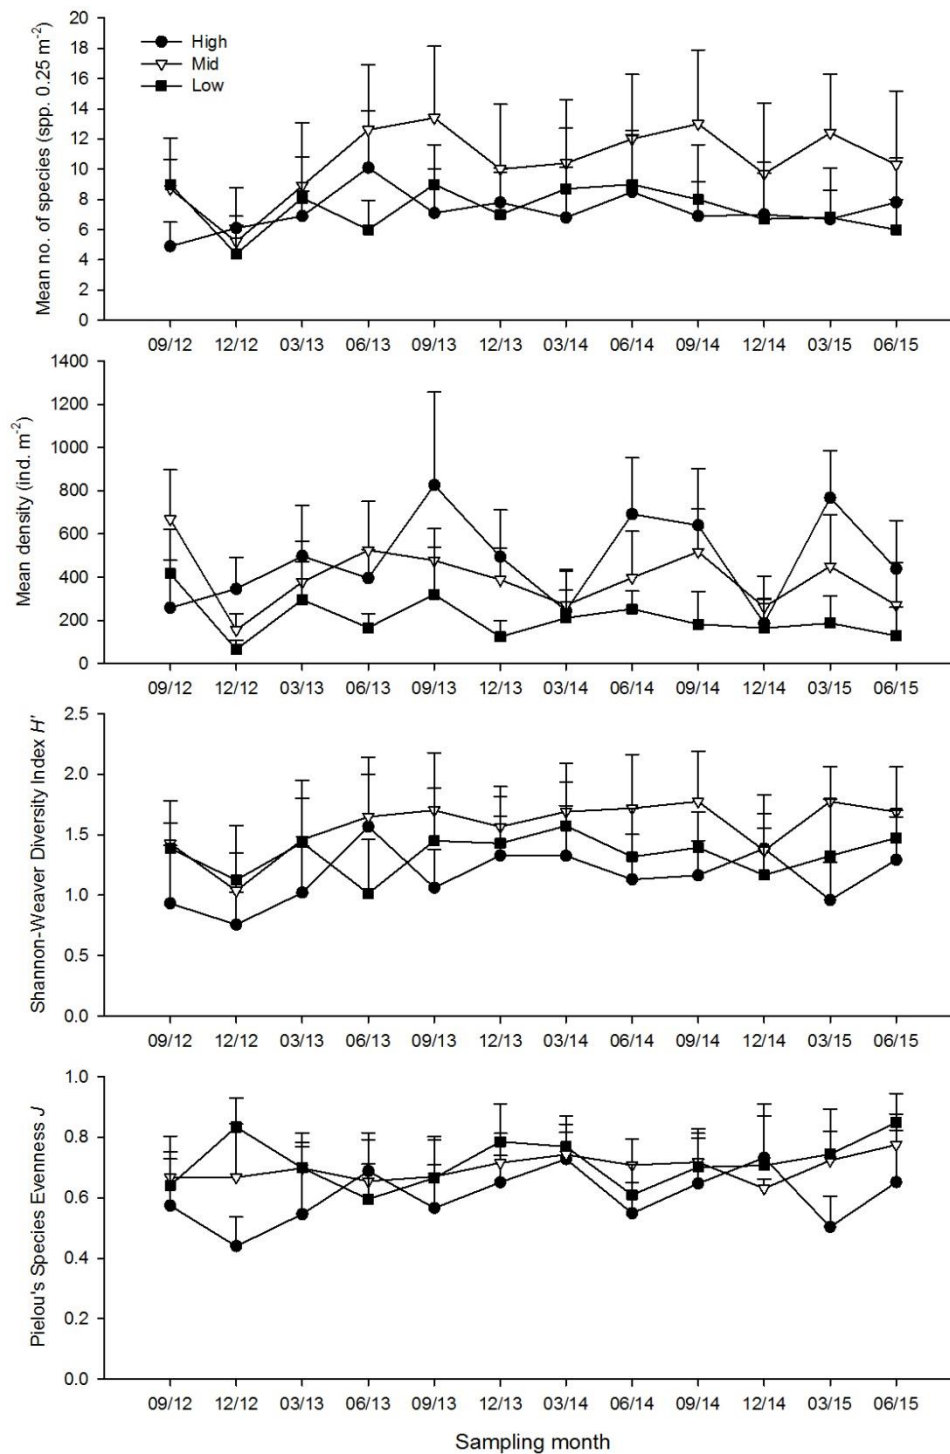 Mean no. of species (spp. 0.25 m⁻²)
20
18
16
14
12
10
8
6
4
2
0
High
Mid
Low
09/12 12/12 03/13 06/13 09/13 12/13 03/14 06/14 09/14 12/14 03/15 06/15
Mean density (ind. m⁻²)
1400
1200
1000
800
600
400
200
0
09/12 12/12 03/13 06/13 09/13 12/13 03/14 06/14 09/14 12/14 03/15 06/15
Shannon-Weaver Diversity Index H'
2.5
2.0
1.5
1.0
0.5
0.0
09/12 12/12 03/13 06/13 09/13 12/13 03/14 06/14 09/14 12/14 03/15 06/15
Pielou's Species Evenness J
1.0
0.8
0.6
0.4
0.2
0.0
09/12 12/12 03/13 06/13 09/13 12/13 03/14 06/14 09/14 12/14 03/15 06/15
Sampling month